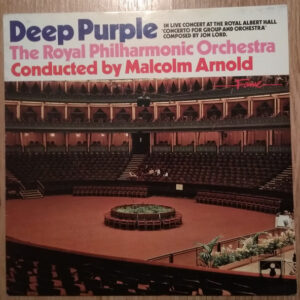 Deep Purple
IN LIVE CONCERT AT THE ROYAL ALBERT HALL
'CONCERTO FOR GROUP AND ORCHESTRA'
COMPOSED BY JON LORD.
The Royal Philharmonic Orchestra
Conducted by Malcolm Arnold